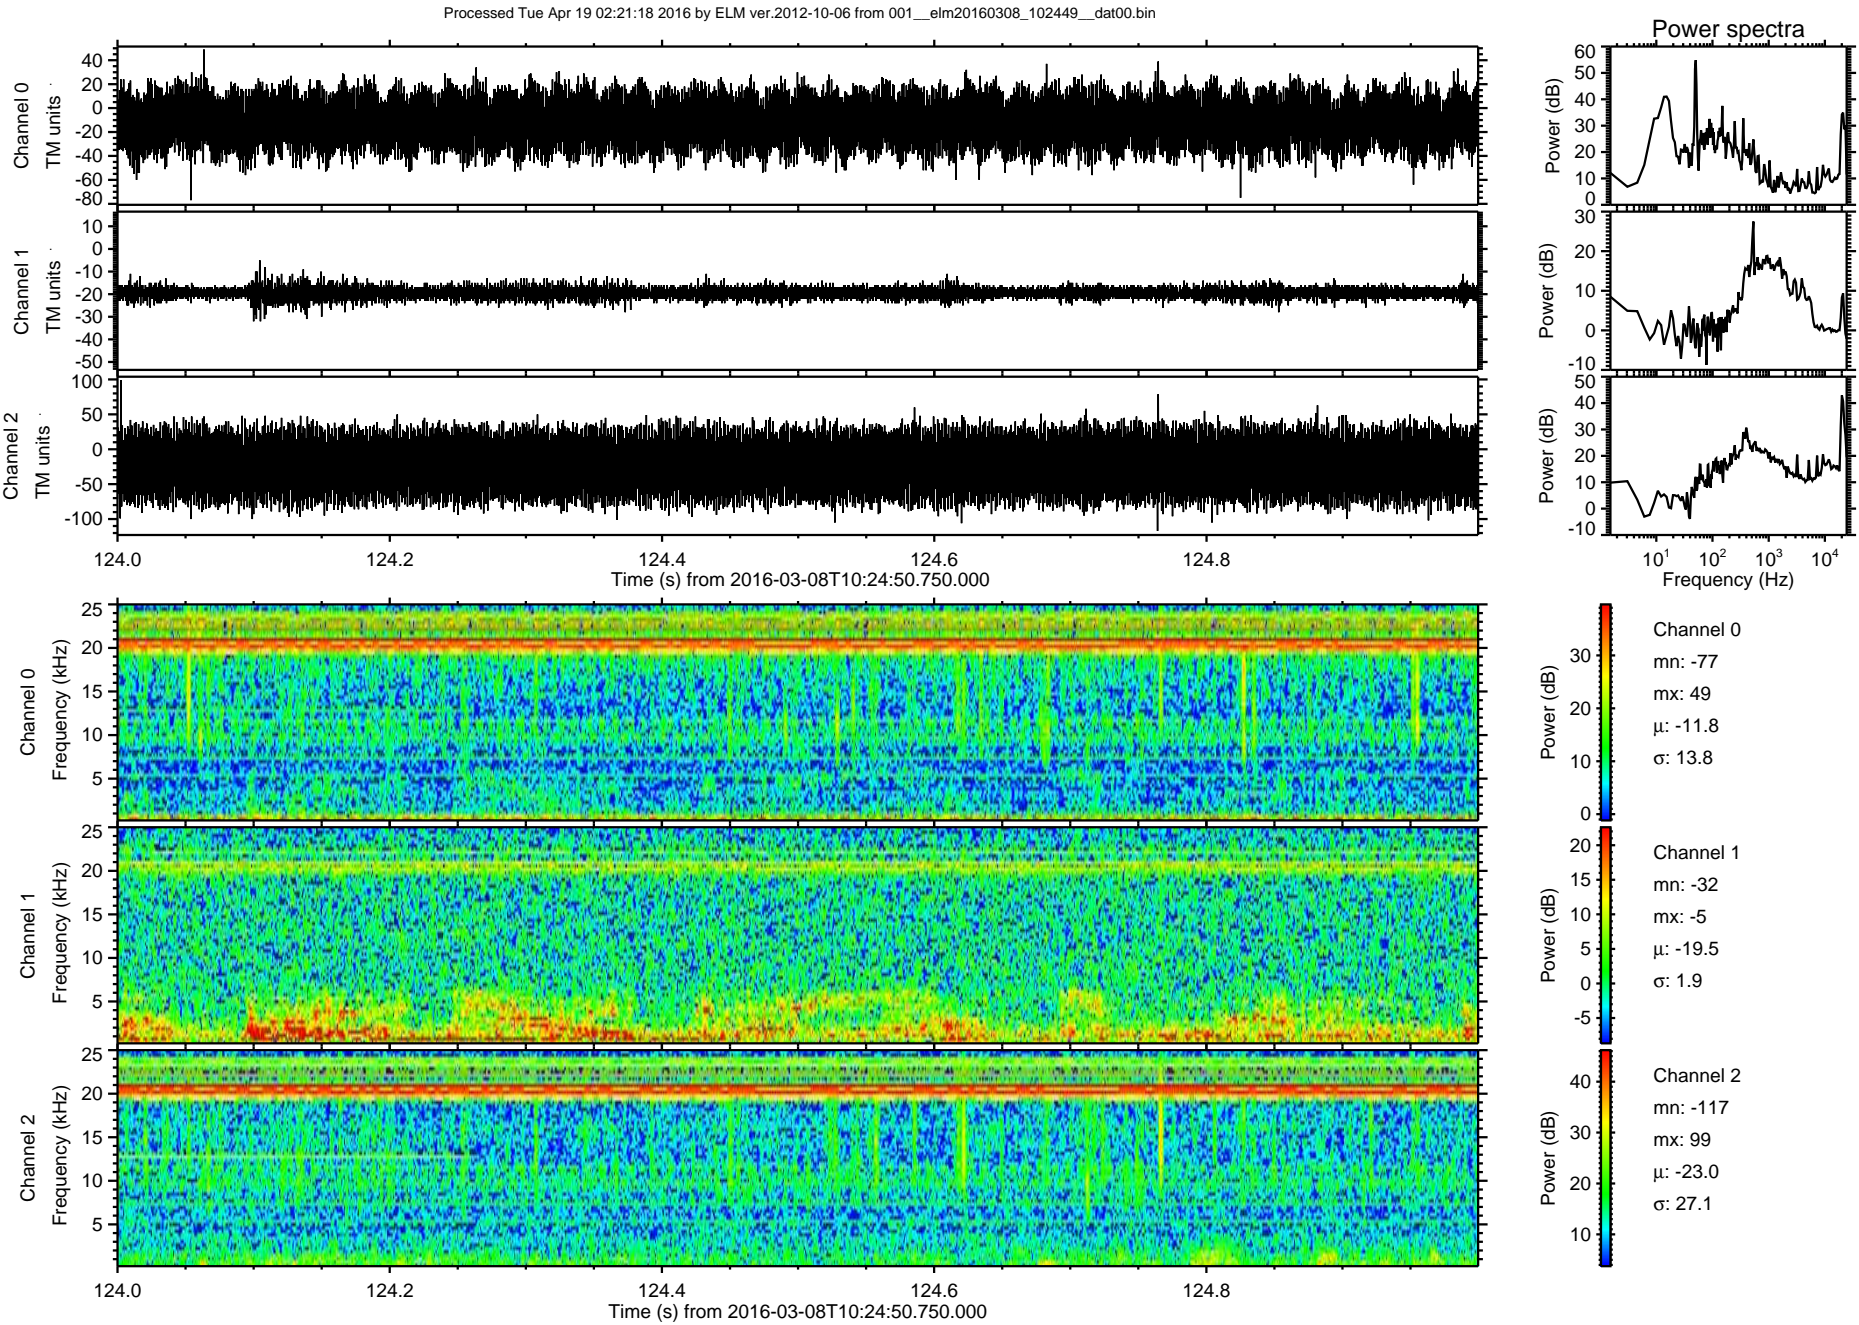 Processed Tue Apr 19 02:21:18 2016 by ELM ver.2012-10-06 from 001__elm20160308_102449__dat00.bin
Power spectra
Channel 0
TM units
40
20
0
-20
-40
-60
-80
Power (dB)
60
50
40
30
20
10
0
Channel 1
TM units
10
0
-10
-20
-30
-40
-50
Power (dB)
30
20
10
0
-10
Channel 2
TM units
100
50
0
-50
-100
Power (dB)
50
40
30
20
10
0
-10
124.0 124.2 124.4 124.6 124.8
Time (s) from 2016-03-08T10:24:50.750.000
10¹ 10² 10³ 10⁴
Frequency (Hz)
Channel 0
Frequency (kHz)
25
20
15
10
5
Power (dB)
30
20
10
0
Channel 0
mn: -77
mx: 49
μ: -11.8
σ: 13.8
Channel 1
Frequency (kHz)
25
20
15
10
5
Power (dB)
20
15
10
5
0
-5
Channel 1
mn: -32
mx: -5
μ: -19.5
σ: 1.9
Channel 2
Frequency (kHz)
25
20
15
10
5
Power (dB)
40
30
20
10
Channel 2
mn: -117
mx: 99
μ: -23.0
σ: 27.1
124.0 124.2 124.4 124.6 124.8
Time (s) from 2016-03-08T10:24:50.750.000